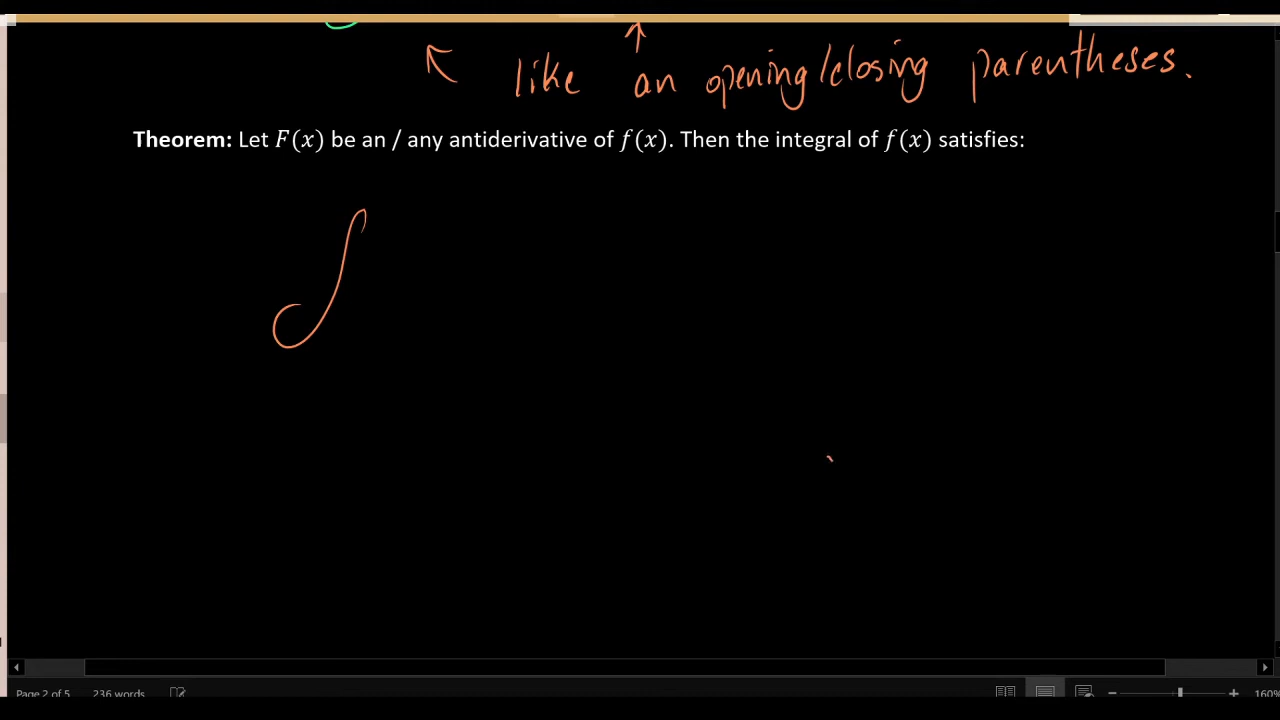 like an opening/closing parentheses.
Theorem: Let F(x) be an / any antiderivative of f(x). Then the integral of f(x) satisfies:
∫
Page 2 of 5 236 words 160%